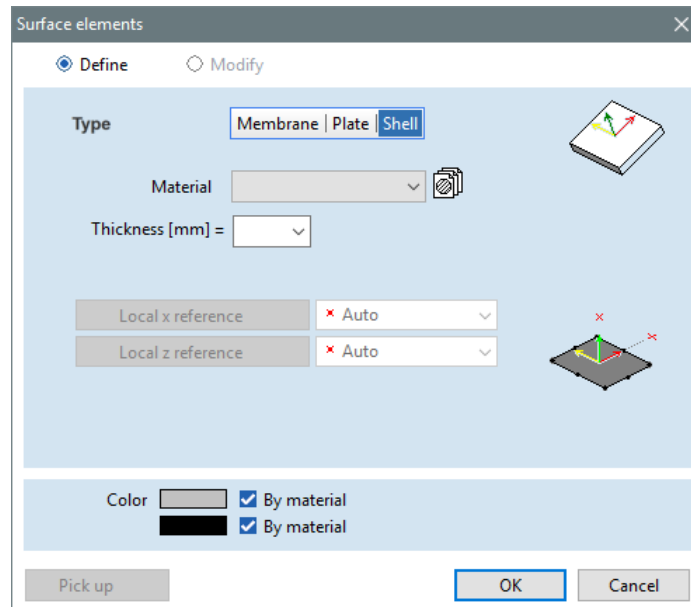 Surface elements
Define Modify
Type Membrane | Plate | Shell
Material
Thickness [mm] =
Local x reference Auto
Local z reference Auto
Color By material
By material
Pick up OK Cancel